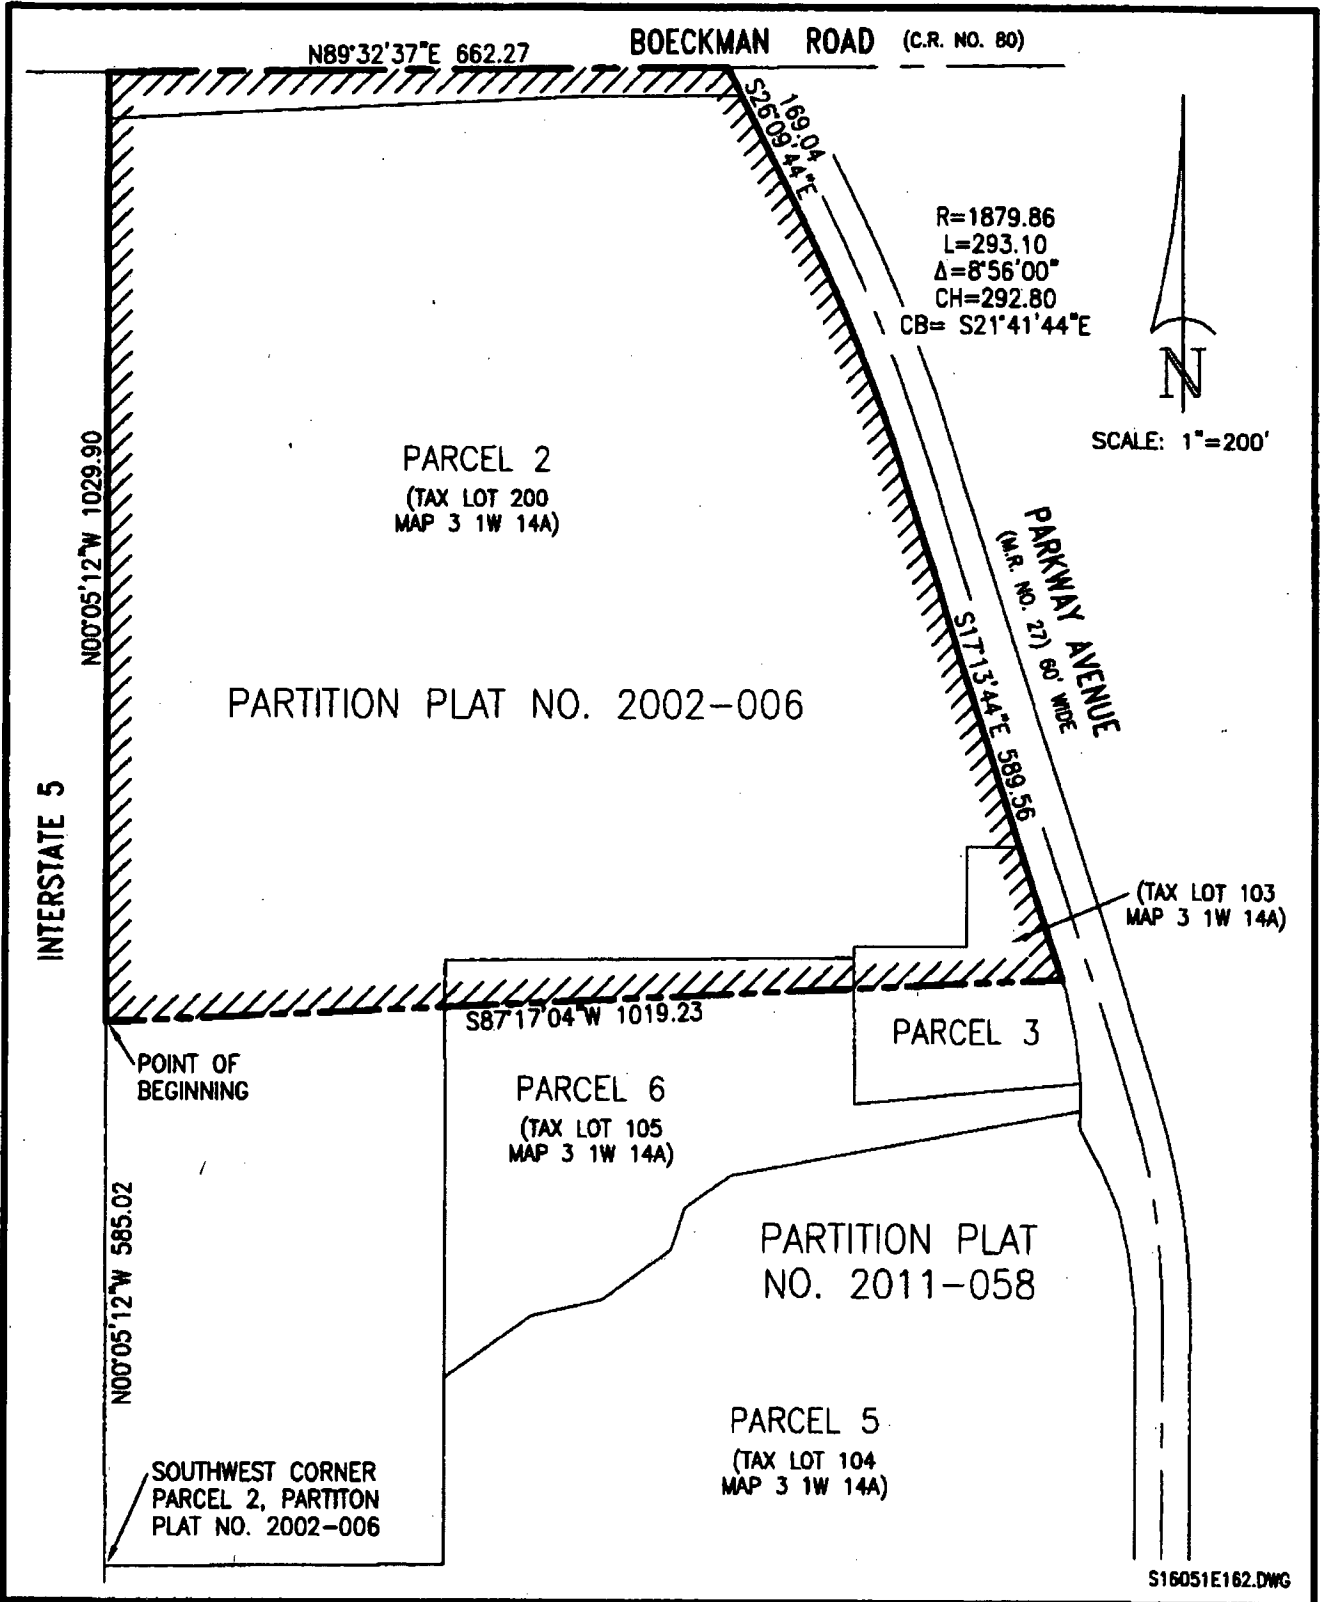 BOECKMAN ROAD (C.R. NO. 80)
N89°32'37"E 662.27
169.04
S26°09'44"E
R=1879.86
L=293.10
Δ=8°56'00"
CH=292.80
CB= S21°41'44"E
N
SCALE: 1"=200'
N00°05'12"W 1029.90
PARCEL 2
(TAX LOT 200
MAP 3 1W 14A)
PARKWAY AVENUE
(M.R. NO. 27) 60' WIDE
S17°13'44"E 589.56
PARTITION PLAT NO. 2002-006
INTERSTATE 5
(TAX LOT 103
MAP 3 1W 14A)
S87°17'04"W 1019.23
PARCEL 3
POINT OF
BEGINNING
PARCEL 6
(TAX LOT 105
MAP 3 1W 14A)
N00°05'12"W 585.02
PARTITION PLAT
NO. 2011-058
PARCEL 5
(TAX LOT 104
MAP 3 1W 14A)
SOUTHWEST CORNER
PARCEL 2, PARTITON
PLAT NO. 2002-006
S16051E162.DWG